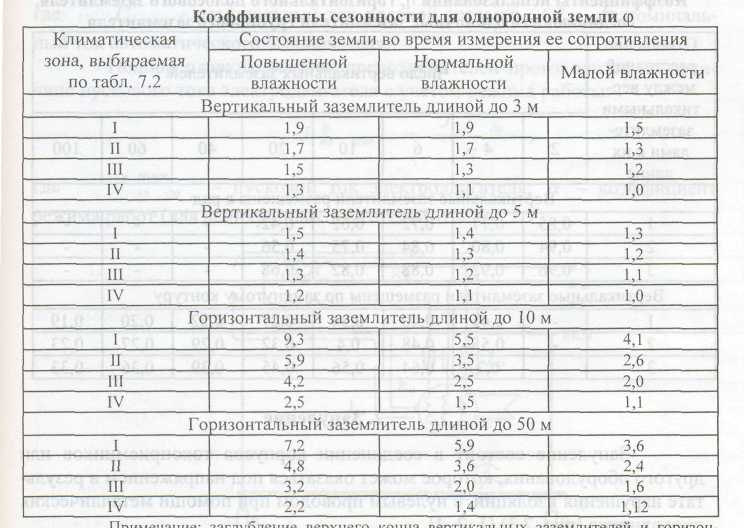 Коэффициенты сезонности для однородной земли φ
Климатическая зона, выбираемая по табл. 7.2 | Состояние земли во время измерения ее сопротивления
Повышенной влажности | Нормальной влажности | Малой влажности
Вертикальный заземлитель длиной до 3 м
I | 1,9 | 1,9 | 1,5
II | 1,7 | 1,7 | 1,3
III | 1,5 | 1,3 | 1,2
IV | 1,3 | 1,1 | 1,0
Вертикальный заземлитель длиной до 5 м
I | 1,5 | 1,4 | 1,3
II | 1,4 | 1,3 | 1,2
III | 1,3 | 1,2 | 1,1
IV | 1,2 | 1,1 | 1,0
Горизонтальный заземлитель длиной до 10 м
I | 9,3 | 5,5 | 4,1
II | 5,9 | 3,5 | 2,6
III | 4,2 | 2,5 | 2,0
IV | 2,5 | 1,5 | 1,1
Горизонтальный заземлитель длиной до 50 м
I | 7,2 | 5,9 | 3,6
II | 4,8 | 3,6 | 2,4
III | 3,2 | 2,0 | 1,6
IV | 2,2 | 1,4 | 1,12
Примечание: заглубление верхнего конца вертикальных заземлителей и горизон-